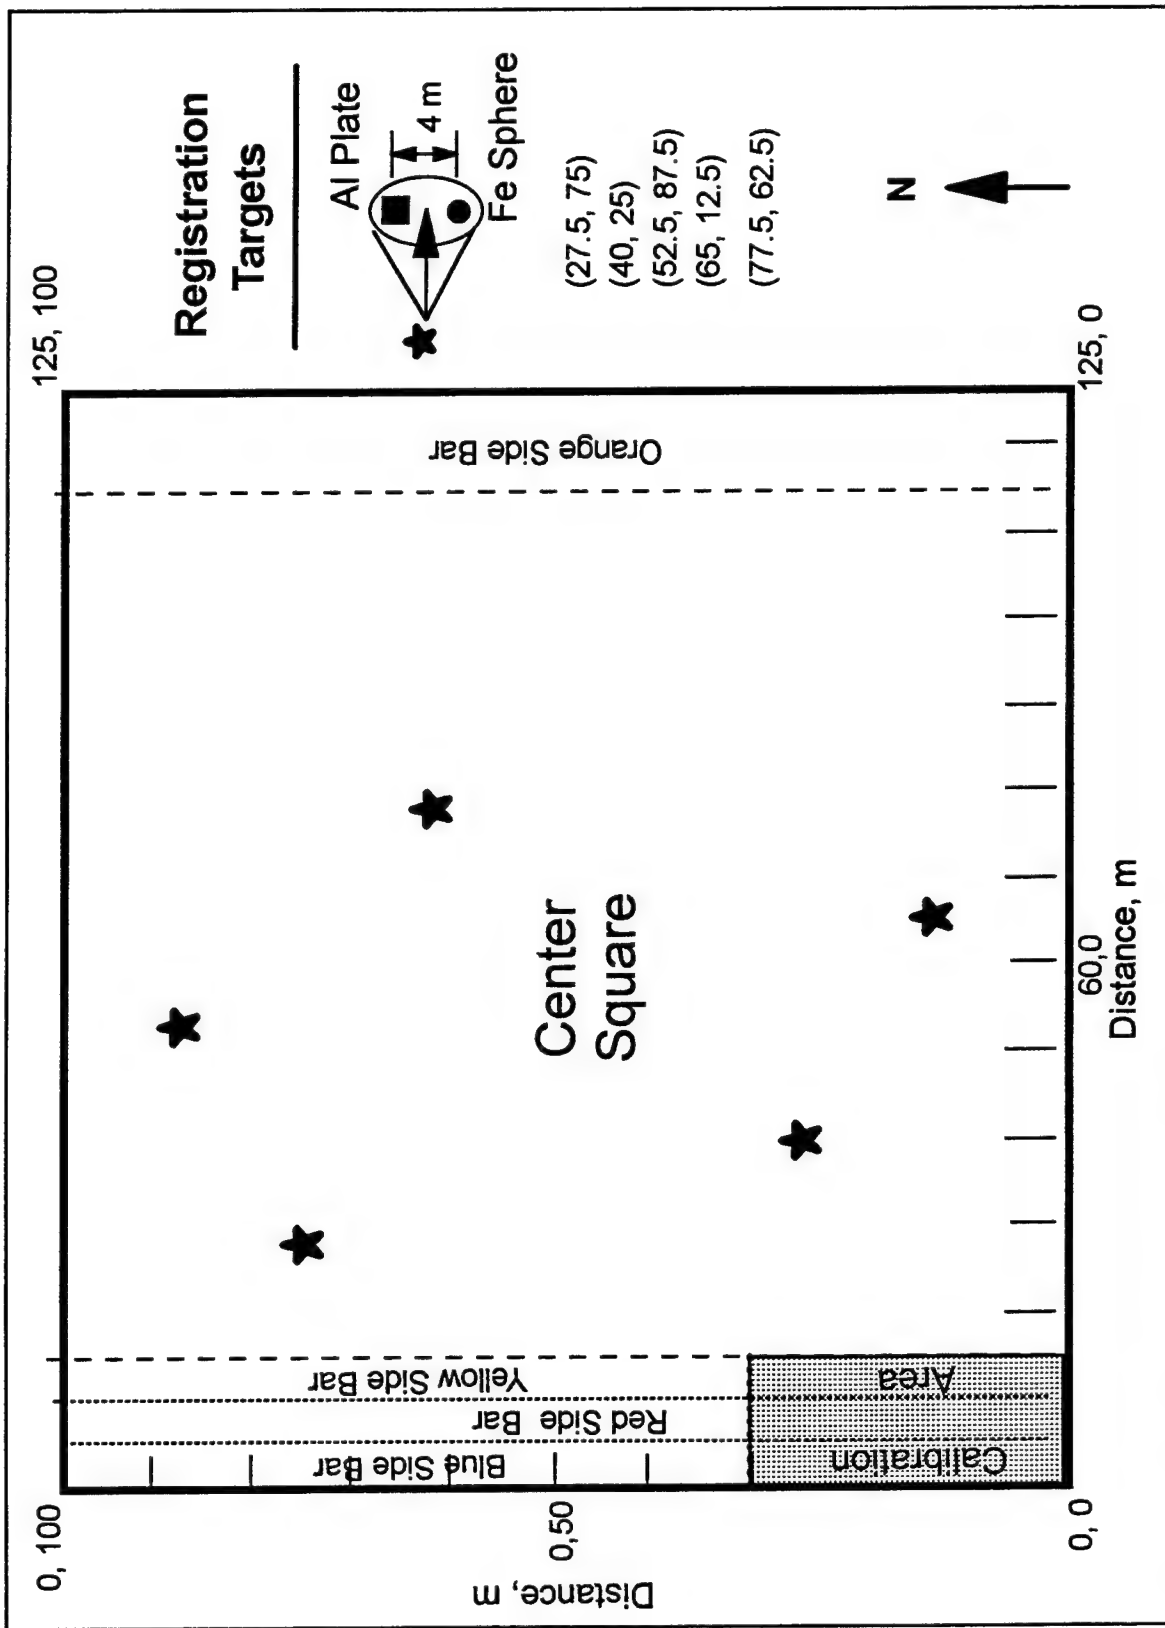 0, 100
125, 100
Registration
Targets
Al Plate
4 m
Fe Sphere
(27.5, 75)
(40, 25)
(52.5, 87.5)
(65, 12.5)
(77.5, 62.5)
N
Distance, m
0,50
Blue Side Bar
Red Side Bar
Yellow Side Bar
Center
Square
Orange Side Bar
Calibration
Area
0, 0
60,0
125, 0
Distance, m